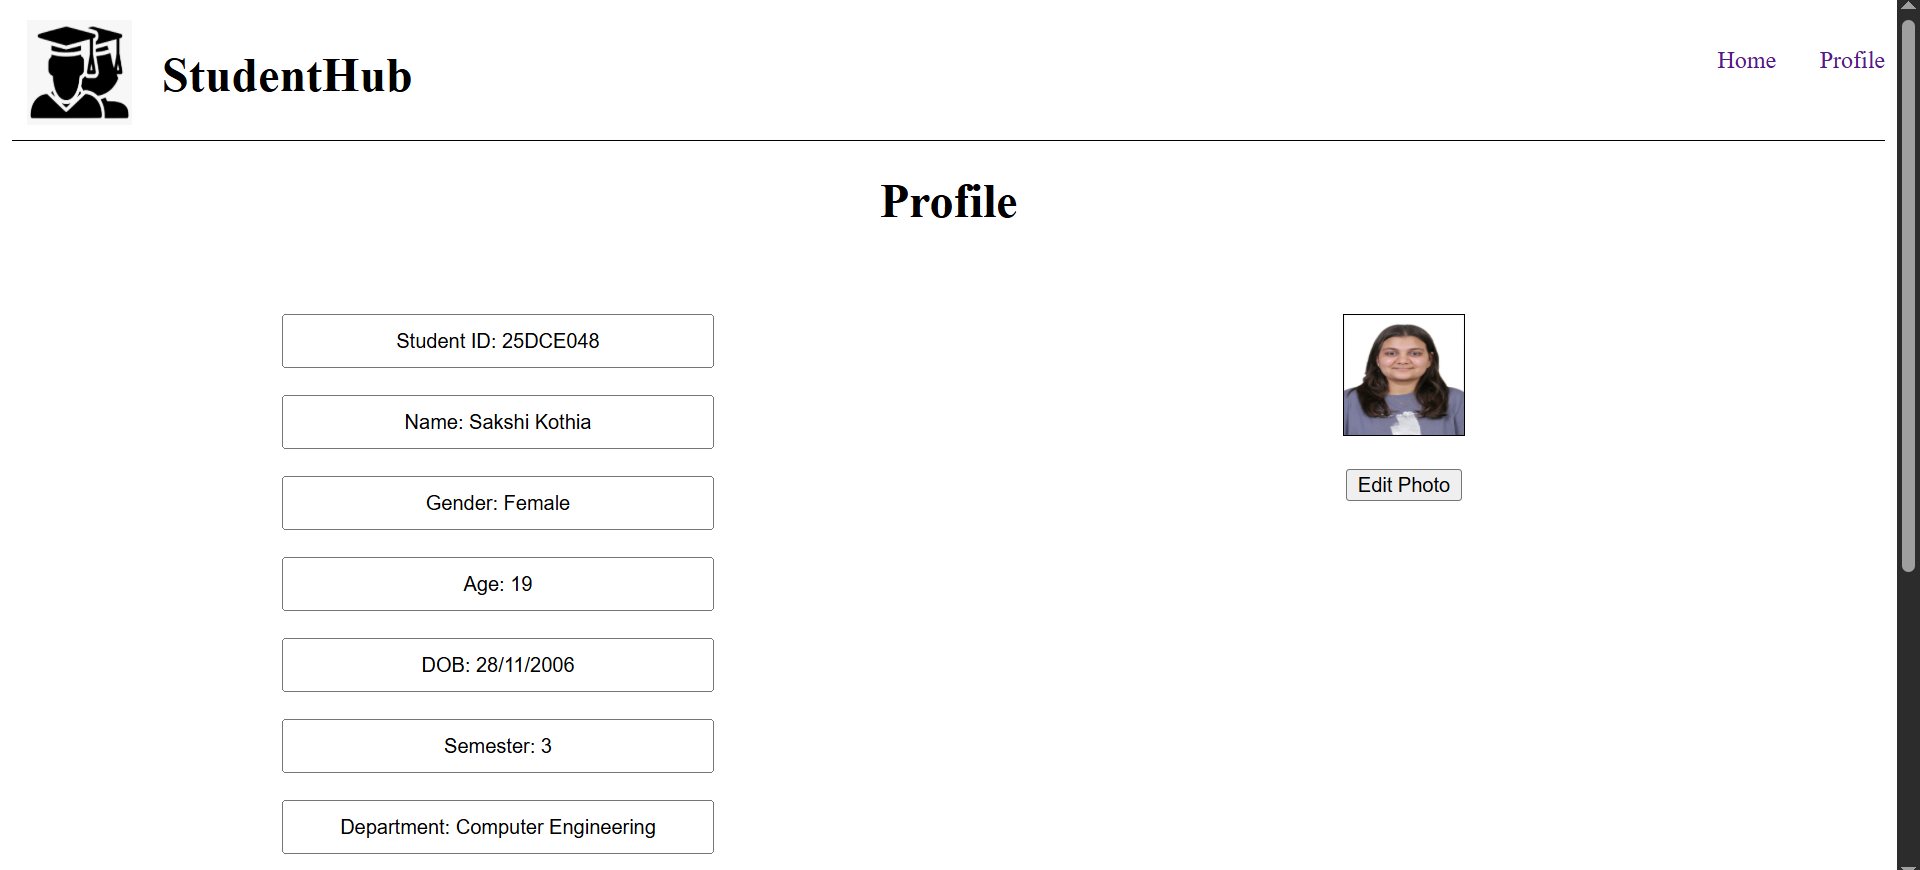 StudentHub
Home Profile
Profile
Student ID: 25DCE048
Name: Sakshi Kothia
Gender: Female
Age: 19
DOB: 28/11/2006
Semester: 3
Department: Computer Engineering
Edit Photo